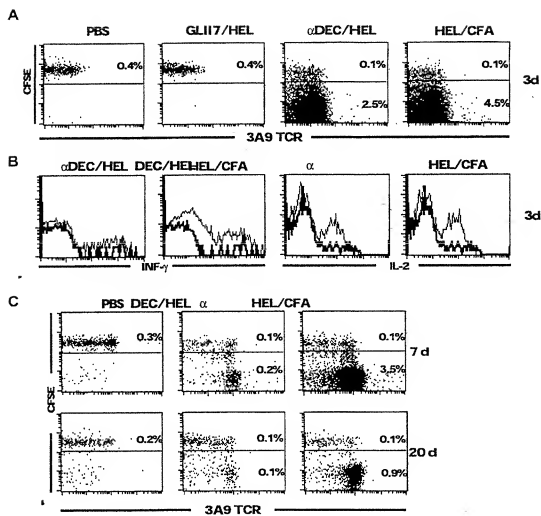 A
PBS GLII7/HEL αDEC/HEL HEL/CFA
CFSE
0.4% 0.4% 0.1% 0.1%
3d
2.5% 4.5%
3A9 TCR
B
αDEC/HEL DEC/HELHEL/CFA α HEL/CFA
3d
INF-γ IL-2
C
PBS DEC/HEL α HEL/CFA
0.3% 0.1% 0.1%
7 d
0.2% 3.5%
CFSE
0.2% 0.1% 0.1%
20 d
0.1% 0.9%
3A9 TCR